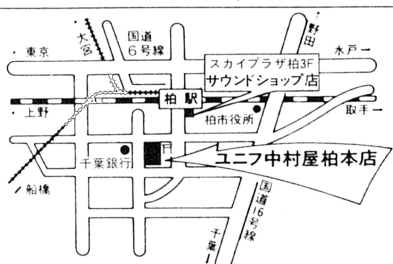 ・東京
大宮
国道
6号線
野田
水戸→
スカイプラザ柏3F
サウンドショップ店
柏駅
←上野
柏市役所
取手→
千葉銀行
ユニフ中村屋柏本店
船橋
国道16号線
千葉